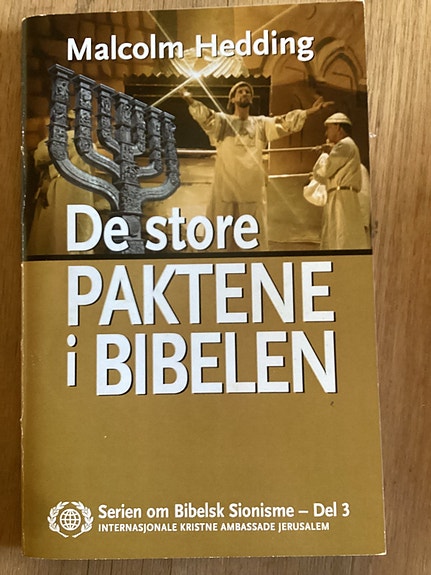 Malcolm Hedding
De store
PAKTENE
i BIBELEN
Serien om Bibelsk Sionisme – Del 3
INTERNASJONALE KRISTNE AMBASSADE JERUSALEM